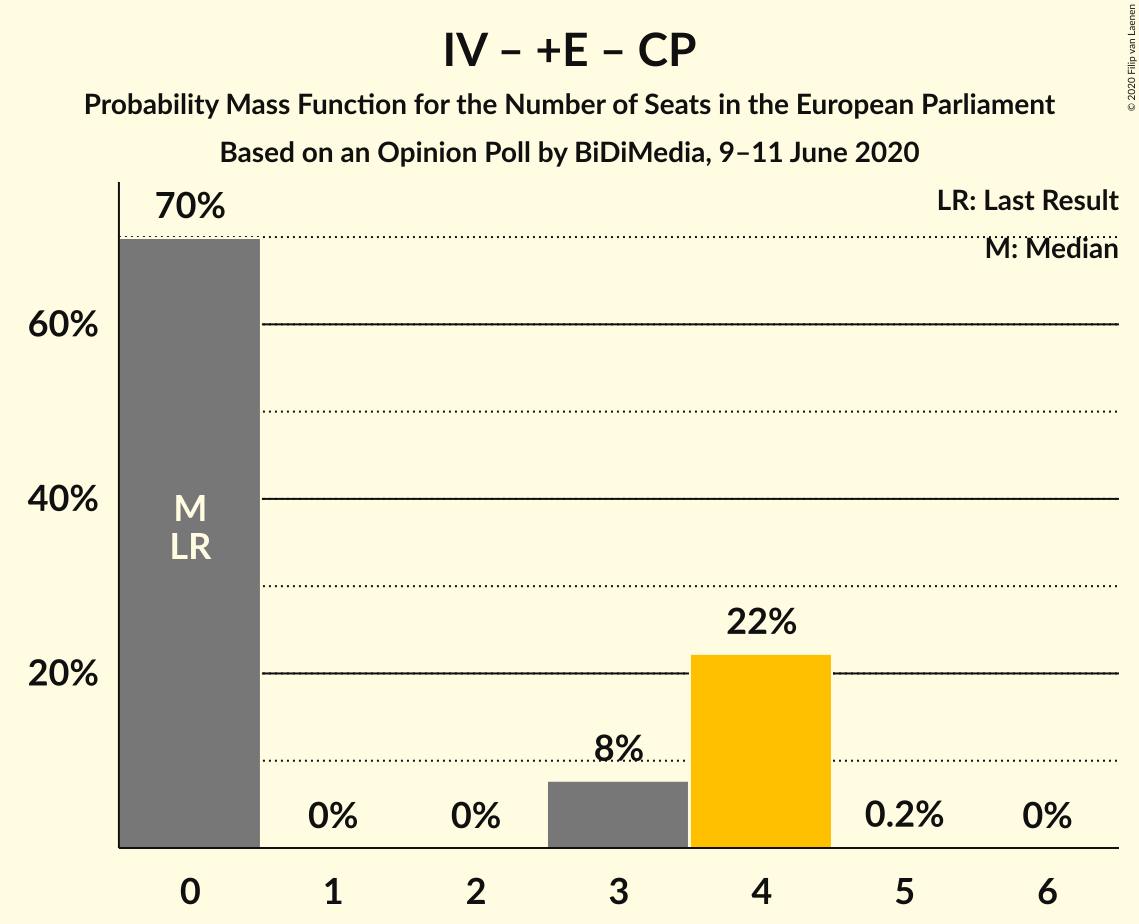 IV – +E – CP
Probability Mass Function for the Number of Seats in the European Parliament
Based on an Opinion Poll by BiDiMedia, 9–11 June 2020
© 2020 Filip van Laenen
LR: Last Result
M: Median
70%
60%
40%
20%
M
LR
0%
0%
8%
22%
0.2%
0%
0
1
2
3
4
5
6